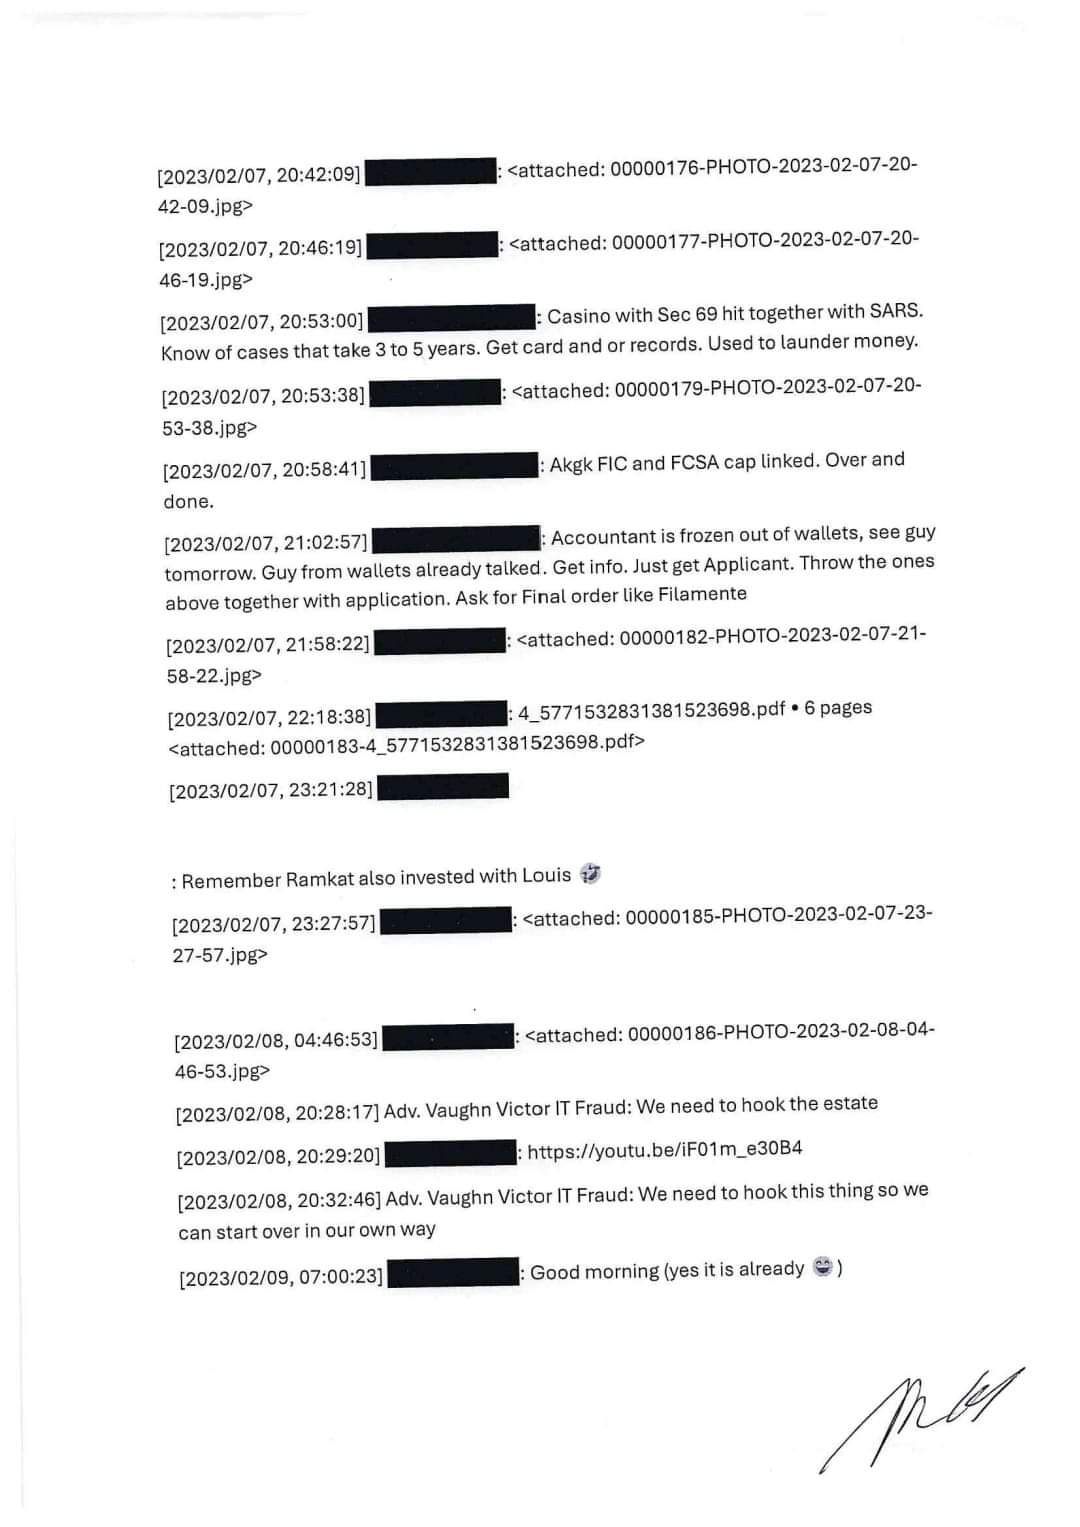 [2023/02/07, 20:42:09] : <attached: 00000176-PHOTO-2023-02-07-20-
42-09.jpg>
[2023/02/07, 20:46:19] : <attached: 00000177-PHOTO-2023-02-07-20-
46-19.jpg>
[2023/02/07, 20:53:00] : Casino with Sec 69 hit together with SARS.
Know of cases that take 3 to 5 years. Get card and or records. Used to launder money.
[2023/02/07, 20:53:38] : <attached: 00000179-PHOTO-2023-02-07-20-
53-38.jpg>
[2023/02/07, 20:58:41] : Akgk FIC and FCSA cap linked. Over and
done.
[2023/02/07, 21:02:57] : Accountant is frozen out of wallets, see guy
tomorrow. Guy from wallets already talked. Get info. Just get Applicant. Throw the ones
above together with application. Ask for Final order like Filamente
[2023/02/07, 21:58:22] : <attached: 00000182-PHOTO-2023-02-07-21-
58-22.jpg>
[2023/02/07, 22:18:38] : 4_5771532831381523698.pdf • 6 pages
<attached: 00000183-4_5771532831381523698.pdf>
[2023/02/07, 23:21:28]
: Remember Ramkat also invested with Louis 🤣
[2023/02/07, 23:27:57] : <attached: 00000185-PHOTO-2023-02-07-23-
27-57.jpg>
[2023/02/08, 04:46:53] : <attached: 00000186-PHOTO-2023-02-08-04-
46-53.jpg>
[2023/02/08, 20:28:17] Adv. Vaughn Victor IT Fraud: We need to hook the estate
[2023/02/08, 20:29:20] : https://youtu.be/iF01m_e30B4
[2023/02/08, 20:32:46] Adv. Vaughn Victor IT Fraud: We need to hook this thing so we
can start over in our own way
[2023/02/09, 07:00:23] : Good morning (yes it is already 😅)